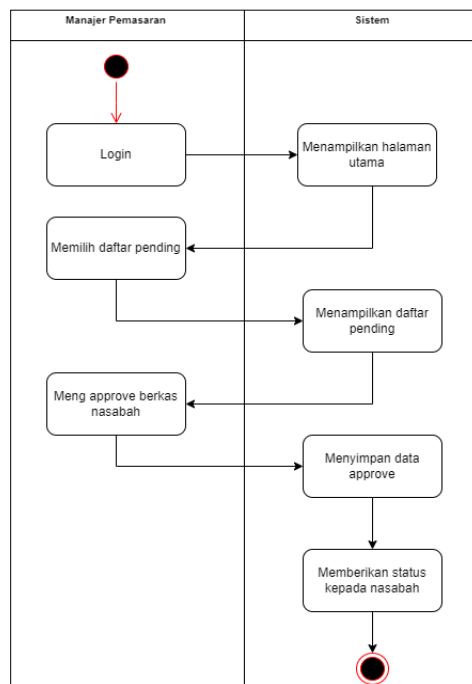 Manajer Pemasaran
Sistem
Login
Menampilkan halaman
utama
Memilih daftar pending
Menampilkan daftar
pending
Meng approve berkas
nasabah
Menyimpan data
approve
Memberikan status
kepada nasabah